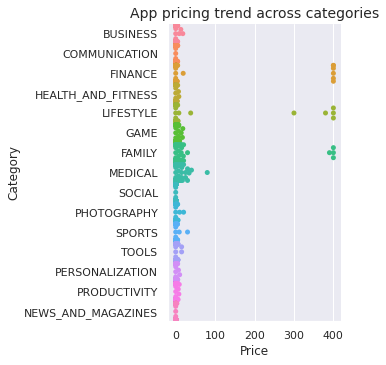 App pricing trend across categories
BUSINESS
COMMUNICATION
FINANCE
HEALTH_AND_FITNESS
LIFESTYLE
GAME
FAMILY
MEDICAL
SOCIAL
PHOTOGRAPHY
SPORTS
TOOLS
PERSONALIZATION
PRODUCTIVITY
NEWS_AND_MAGAZINES
Category
0 100 200 300 400
Price